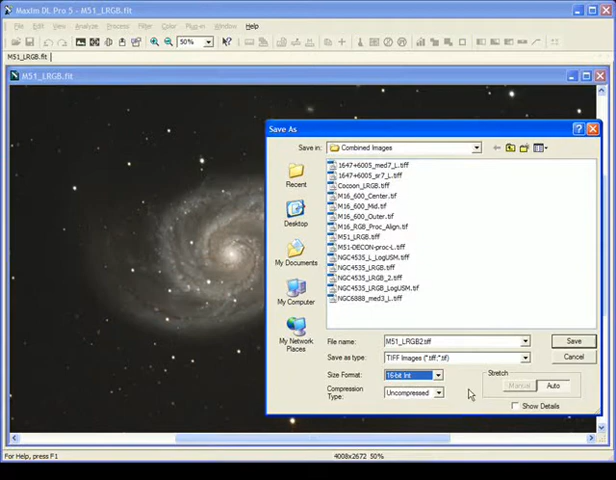 MaxIm DL Pro 5 - M51_LRGB.fit
File Edit View Analyze Process Filter Color Plug-in Window Help
50%
M51_LRGB.fit
M51_LRGB.fit
Save As
Save in: Combined Images
Recent
Desktop
My Documents
My Computer
My Network Places
1647+6005_med7_L.tiff
1647+6005_sr7_L.tiff
Cocoon_LRGB.tiff
M16_600_Center.tif
M16_600_Mid.tif
M16_600_Outer.tif
M16_RGB_Proc_Align.tif
M51_LRGB.tiff
M51-DECON-proc-L.tiff
NGC4535_L_LogUSM.tiff
NGC4535_LRGB.tiff
NGC4535_LRGB_2.tiff
NGC4535_LRGB_LogUSM.tif
NGC6888_med3_L.tiff
File name: M51_LRGB2.tiff Save
Save as type: TIFF Images (*.tiff;*.tif) Cancel
Size Format: 16-bit Int
Stretch
Manual Auto
Compression Type: Uncompressed
Show Details
For Help, press F1 4008x2672 50%